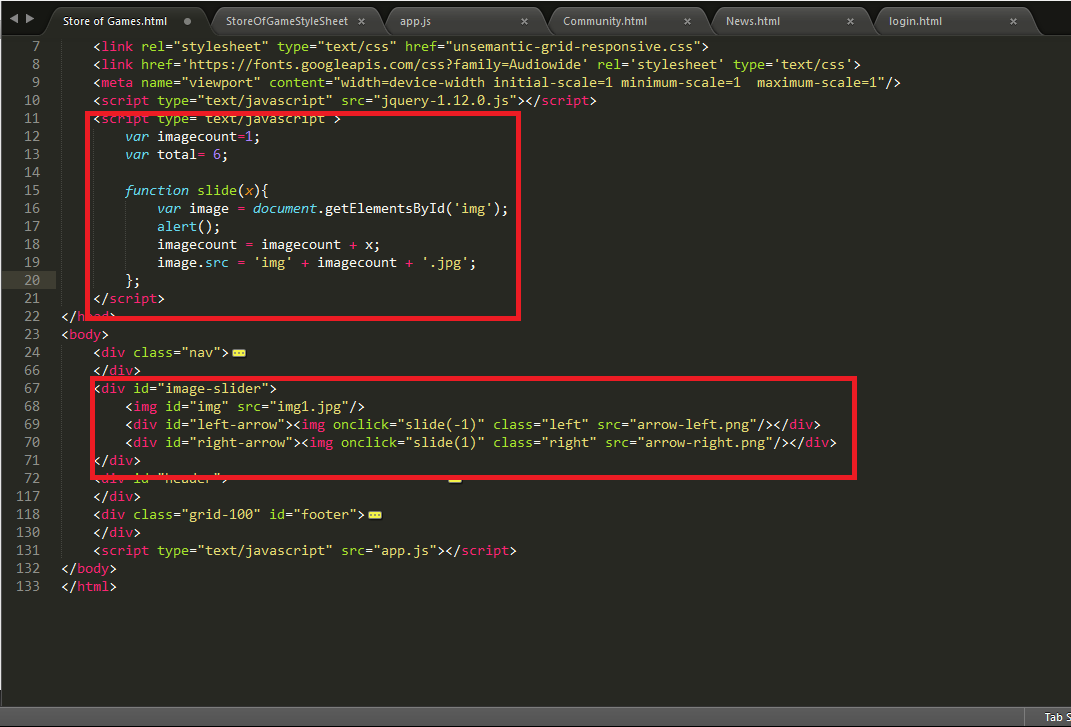 Store of Games.html StoreOfGameStyleSheet × app.js × Community.html × News.html × login.html ×
7 <link rel="stylesheet" type="text/css" href="unsemantic-grid-responsive.css">
8 <link href='https://fonts.googleapis.com/css?family=Audiowide' rel='stylesheet' type='text/css'>
9 <meta name="viewport" content="width=device-width initial-scale=1 minimum-scale=1  maximum-scale=1"/>
10 <script type="text/javascript" src="jquery-1.12.0.js"></script>
11 <script type="text/javascript">
12 var imagecount=1;
13 var total= 6;
14
15 function slide(x){
16 var image = document.getElementsById('img');
17 alert();
18 imagecount = imagecount + x;
19 image.src = 'img' + imagecount + '.jpg';
20 };
21 </script>
22 </head>
23 <body>
24 <div class="nav">
66 </div>
67 <div id="image-slider">
68 <img id="img" src="img1.jpg"/>
69 <div id="left-arrow"><img onclick="slide(-1)" class="left" src="arrow-left.png"/></div>
70 <div id="right-arrow"><img onclick="slide(1)" class="right" src="arrow-right.png"/></div>
71 </div>
72 <div id="header">
117 </div>
118 <div class="grid-100" id="footer">
130 </div>
131 <script type="text/javascript" src="app.js"></script>
132 </body>
133 </html>
Tab S